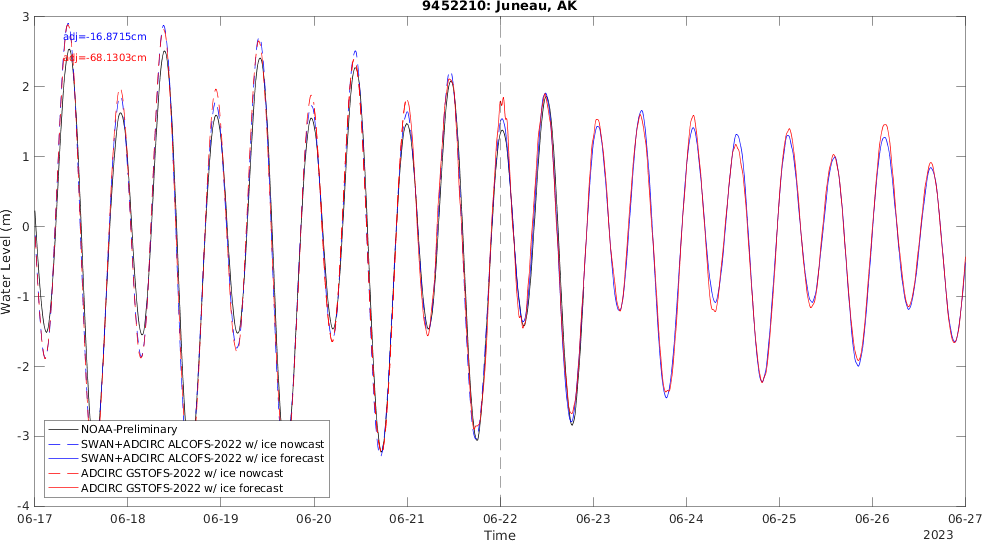 9452210: Juneau, AK
adj=-16.8715cm
adj=-68.1303cm
3
2
1
0
-1
-2
-3
-4
Water Level (m)
NOAA-Preliminary
SWAN+ADCIRC ALCOFS-2022 w/ ice nowcast
SWAN+ADCIRC ALCOFS-2022 w/ ice forecast
ADCIRC GSTOFS-2022 w/ ice nowcast
ADCIRC GSTOFS-2022 w/ ice forecast
06-17 06-18 06-19 06-20 06-21 06-22 06-23 06-24 06-25 06-26 06-27
Time
2023